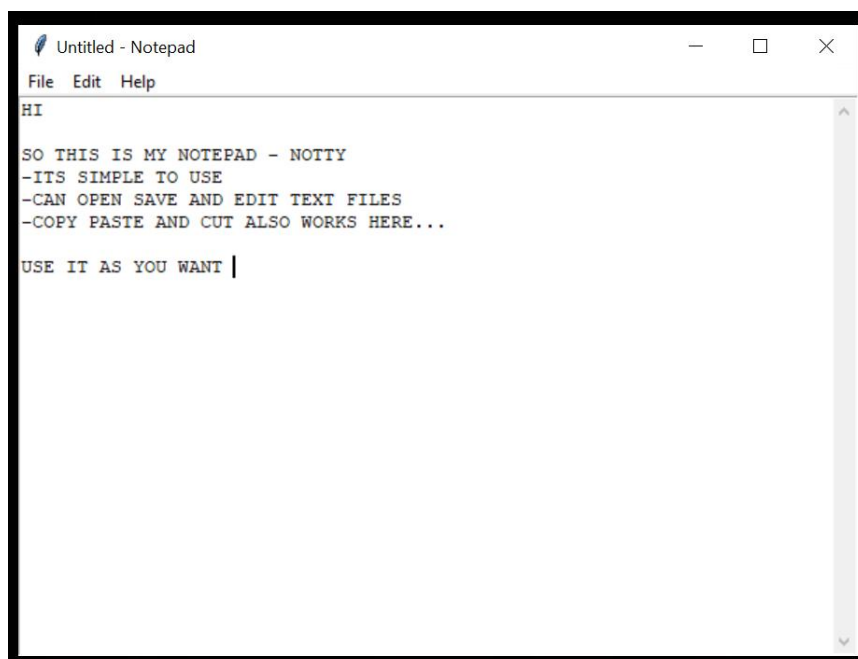 Untitled - Notepad
File Edit Help
HI
SO THIS IS MY NOTEPAD - NOTTY
-ITS SIMPLE TO USE
-CAN OPEN SAVE AND EDIT TEXT FILES
-COPY PASTE AND CUT ALSO WORKS HERE...
USE IT AS YOU WANT